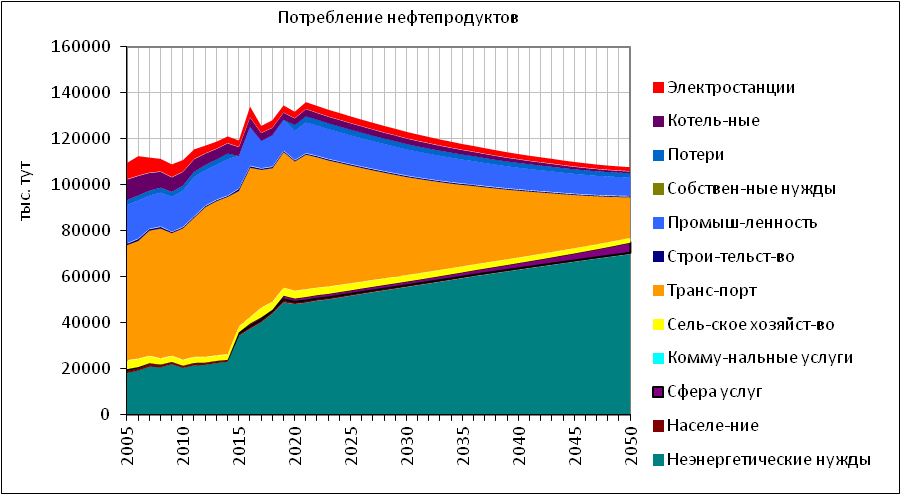 Потребление нефтепродуктов
тыс. тут
160000
140000
120000
100000
80000
60000
40000
20000
0
2005
2010
2015
2020
2025
2030
2035
2040
2045
2050
Электростанции
Котель-ные
Потери
Собствен-ные нужды
Промыш-ленность
Строи-тельст-во
Транс-порт
Сель-ское хозяйст-во
Комму-нальные услуги
Сфера услуг
Населе-ние
Неэнергетические нужды